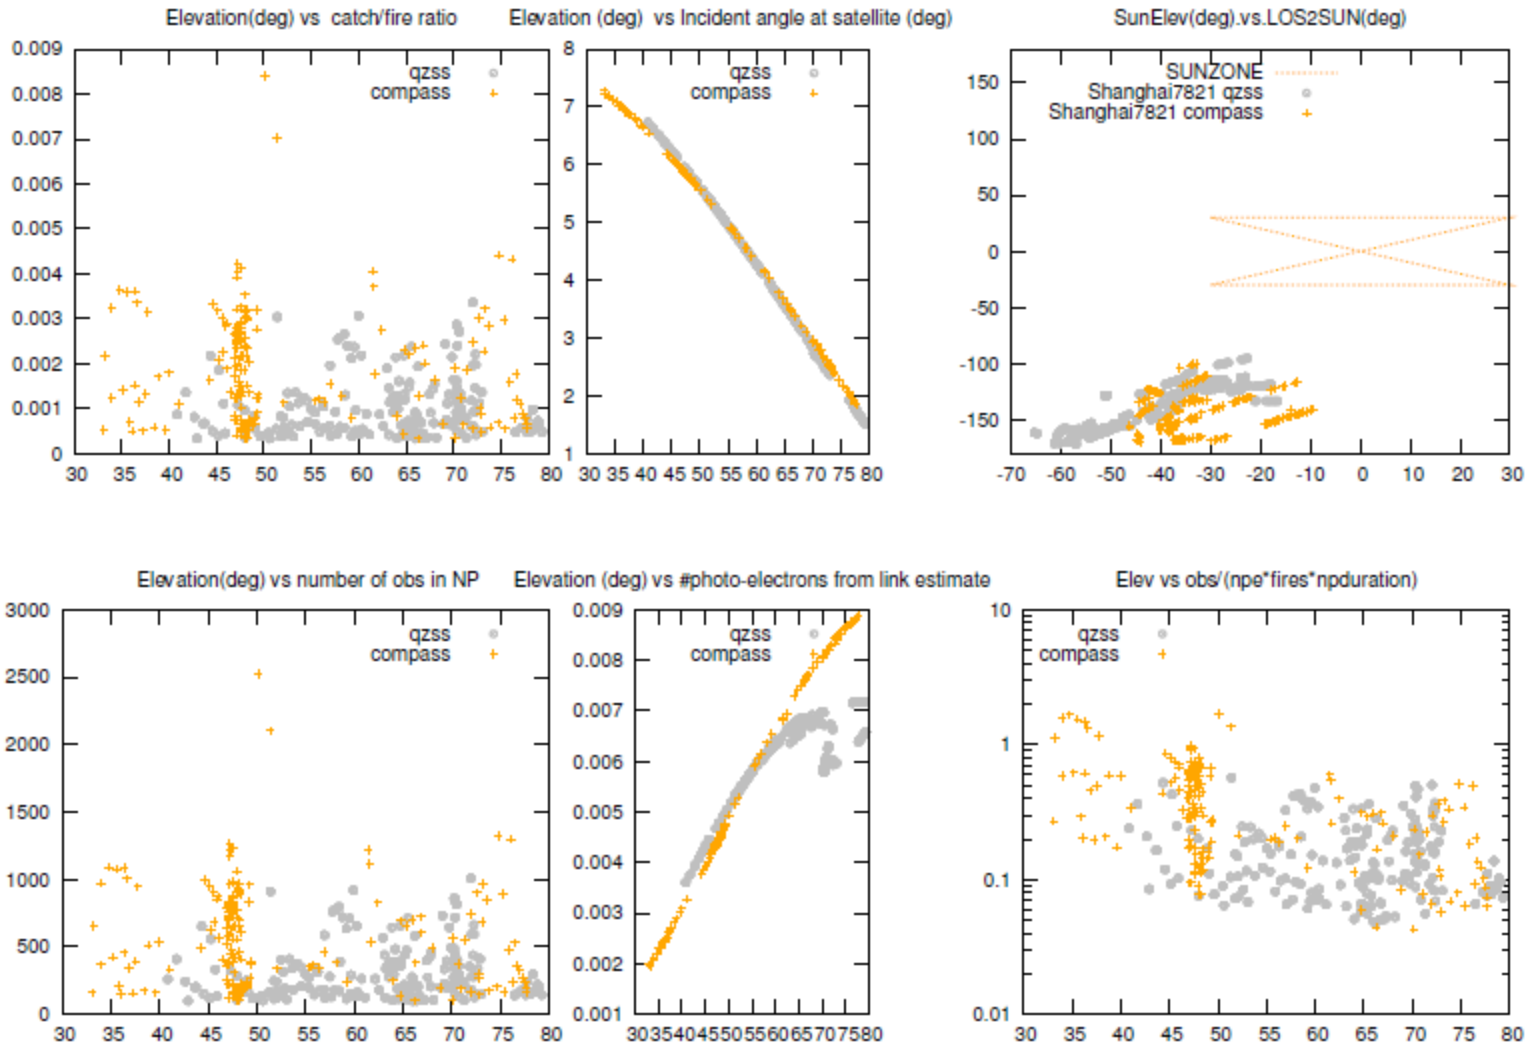 Elevation(deg) vs catch/fire ratio
0.009
0.008
0.007
0.006
0.005
0.004
0.003
0.002
0.001
0
qzss
compass
30 35 40 45 50 55 60 65 70 75 80
Elevation (deg) vs Incident angle at satellite (deg)
8
7
6
5
4
3
2
1
qzss
compass
30 35 40 45 50 55 60 65 70 75 80
SunElev(deg).vs.LOS2SUN(deg)
150
100
50
0
-50
-100
-150
SUNZONE
Shanghai7821 qzss
Shanghai7821 compass
-70 -60 -50 -40 -30 -20 -10 0 10 20 30
Elevation(deg) vs number of obs in NP
3000
2500
2000
1500
1000
500
0
qzss
compass
30 35 40 45 50 55 60 65 70 75 80
Elevation (deg) vs #photo-electrons from link estimate
0.009
0.008
0.007
0.006
0.005
0.004
0.003
0.002
0.001
qzss
compass
30 35 40 45 50 55 60 65 70 75 80
Elev vs obs/(npe*fires*npduration)
10
1
0.1
0.01
qzss
compass
30 35 40 45 50 55 60 65 70 75 80